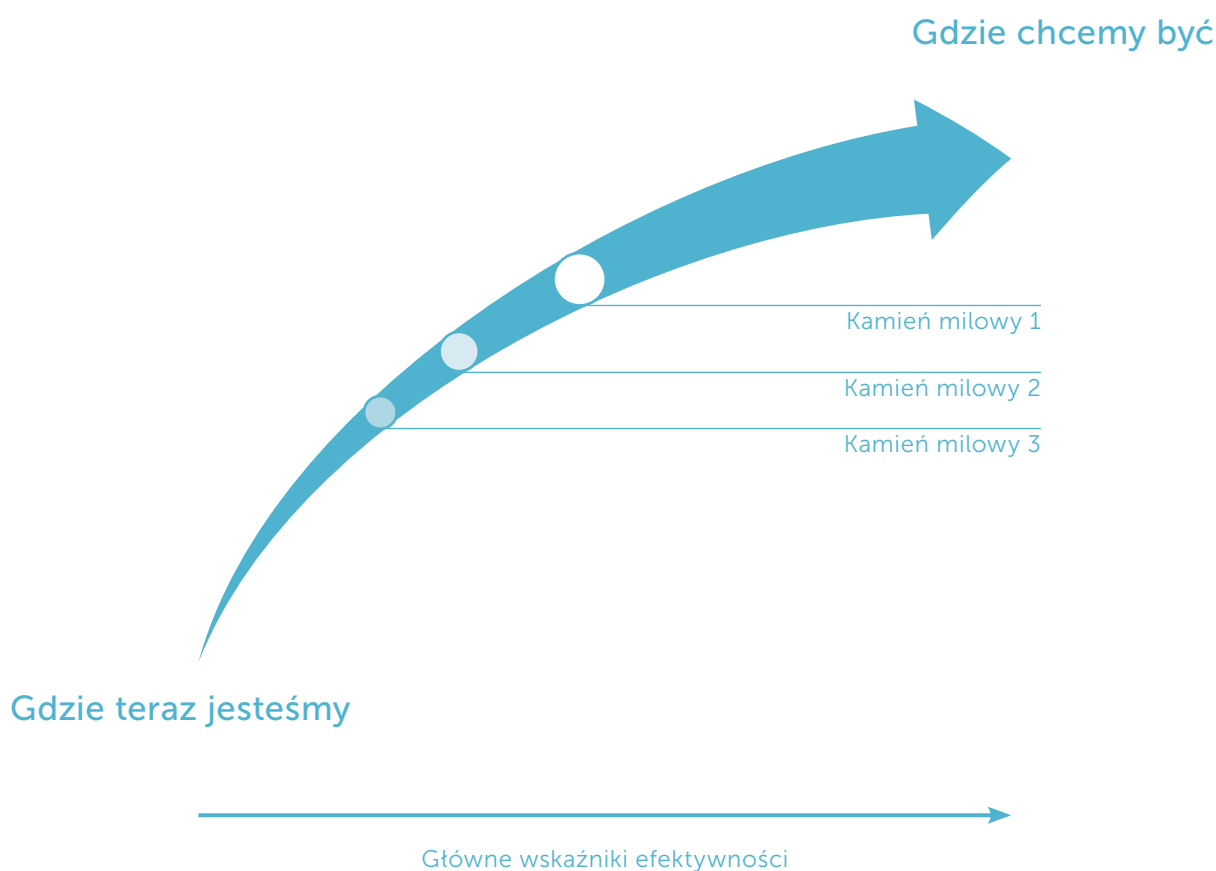 Gdzie chcemy być
Kamień milowy 1
Kamień milowy 2
Kamień milowy 3
Gdzie teraz jesteśmy
Główne wskaźniki efektywności